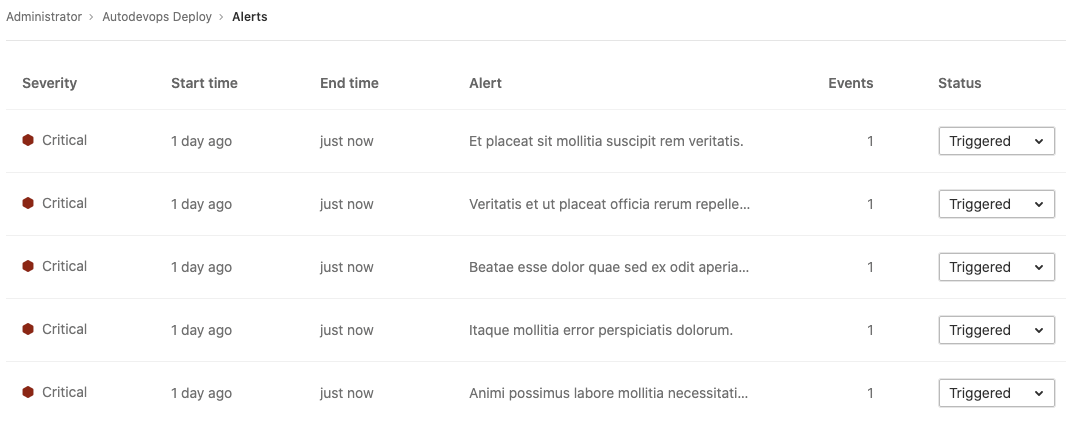 Administrator › Autodevops Deploy › Alerts
Severity Start time End time Alert Events Status
Critical 1 day ago just now Et placeat sit mollitia suscipit rem veritatis. 1 Triggered
Critical 1 day ago just now Veritatis et ut placeat officia rerum repelle... 1 Triggered
Critical 1 day ago just now Beatae esse dolor quae sed ex odit aperia... 1 Triggered
Critical 1 day ago just now Itaque mollitia error perspiciatis dolorum. 1 Triggered
Critical 1 day ago just now Animi possimus labore mollitia necessitati... 1 Triggered